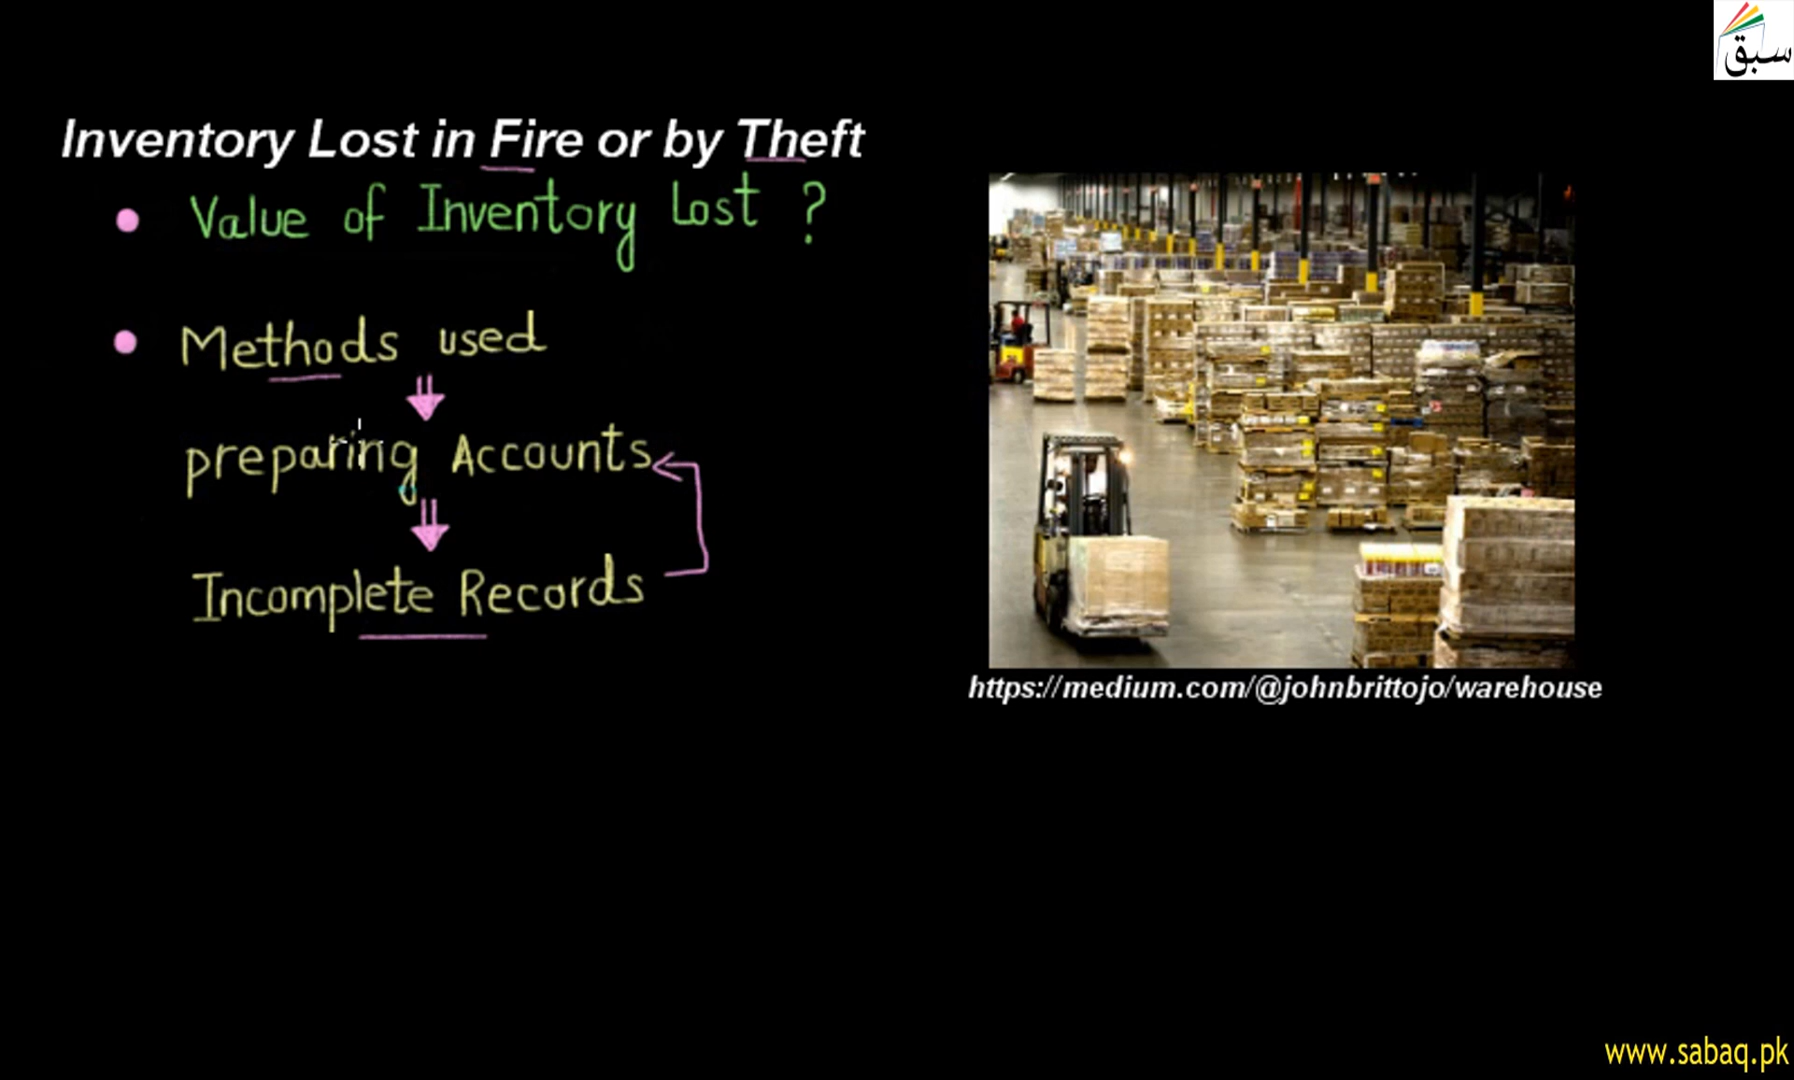 سبق
Inventory Lost in Fire or by Theft
Value of Inventory Lost ?
Methods used
preparing Accounts
Incomplete Records
https://medium.com/@johnbrittojo/warehouse
www.sabaq.pk